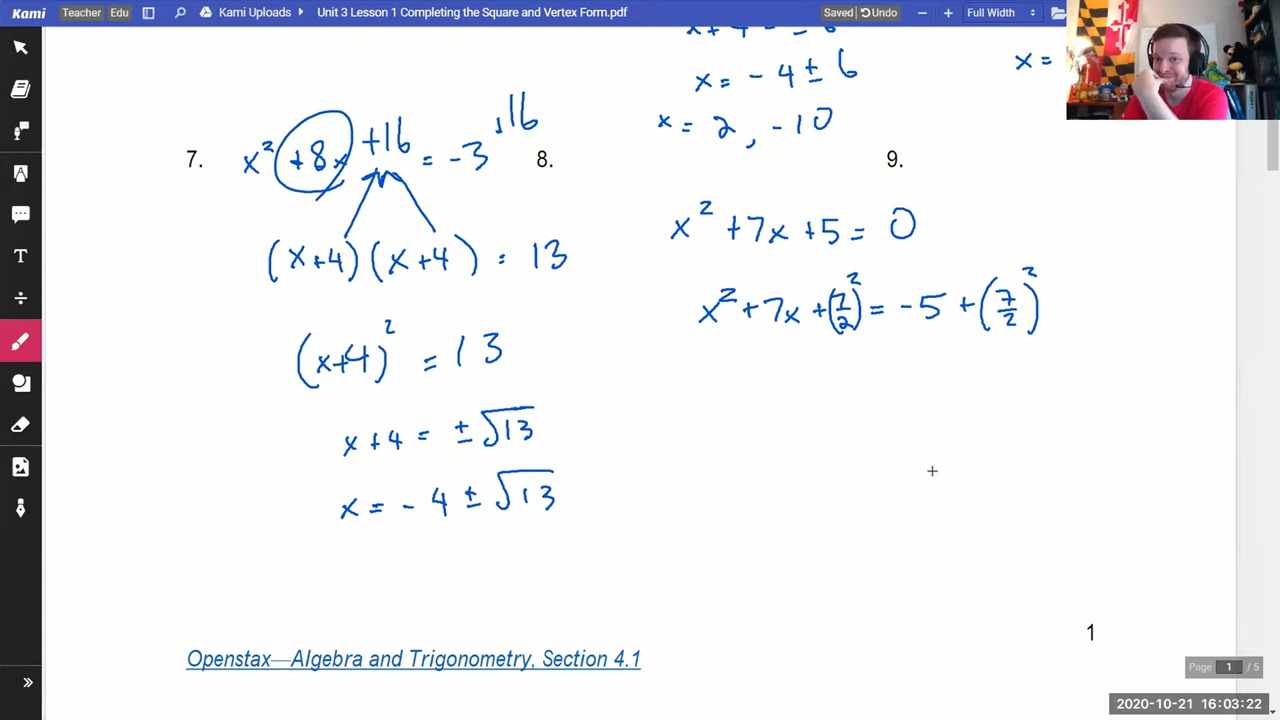 Kami Teacher Edu Kami Uploads > Unit 3 Lesson 1 Completing the Square and Vertex Form.pdf Saved Undo Full Width
x = -4 ± 6
x =
x = 2, -10
7. x² +8x +16 = -3 +16
8.
9.
(x+4)(x+4) = 13
(x+4)² = 13
x+4 = ±√13
x = -4 ± √13
x² +7x +5 = 0
x² +7x + (7/2)² = -5 + (7/2)²
1
Openstax—Algebra and Trigonometry, Section 4.1
Page 1 / 5
2020-10-21 16:03:22